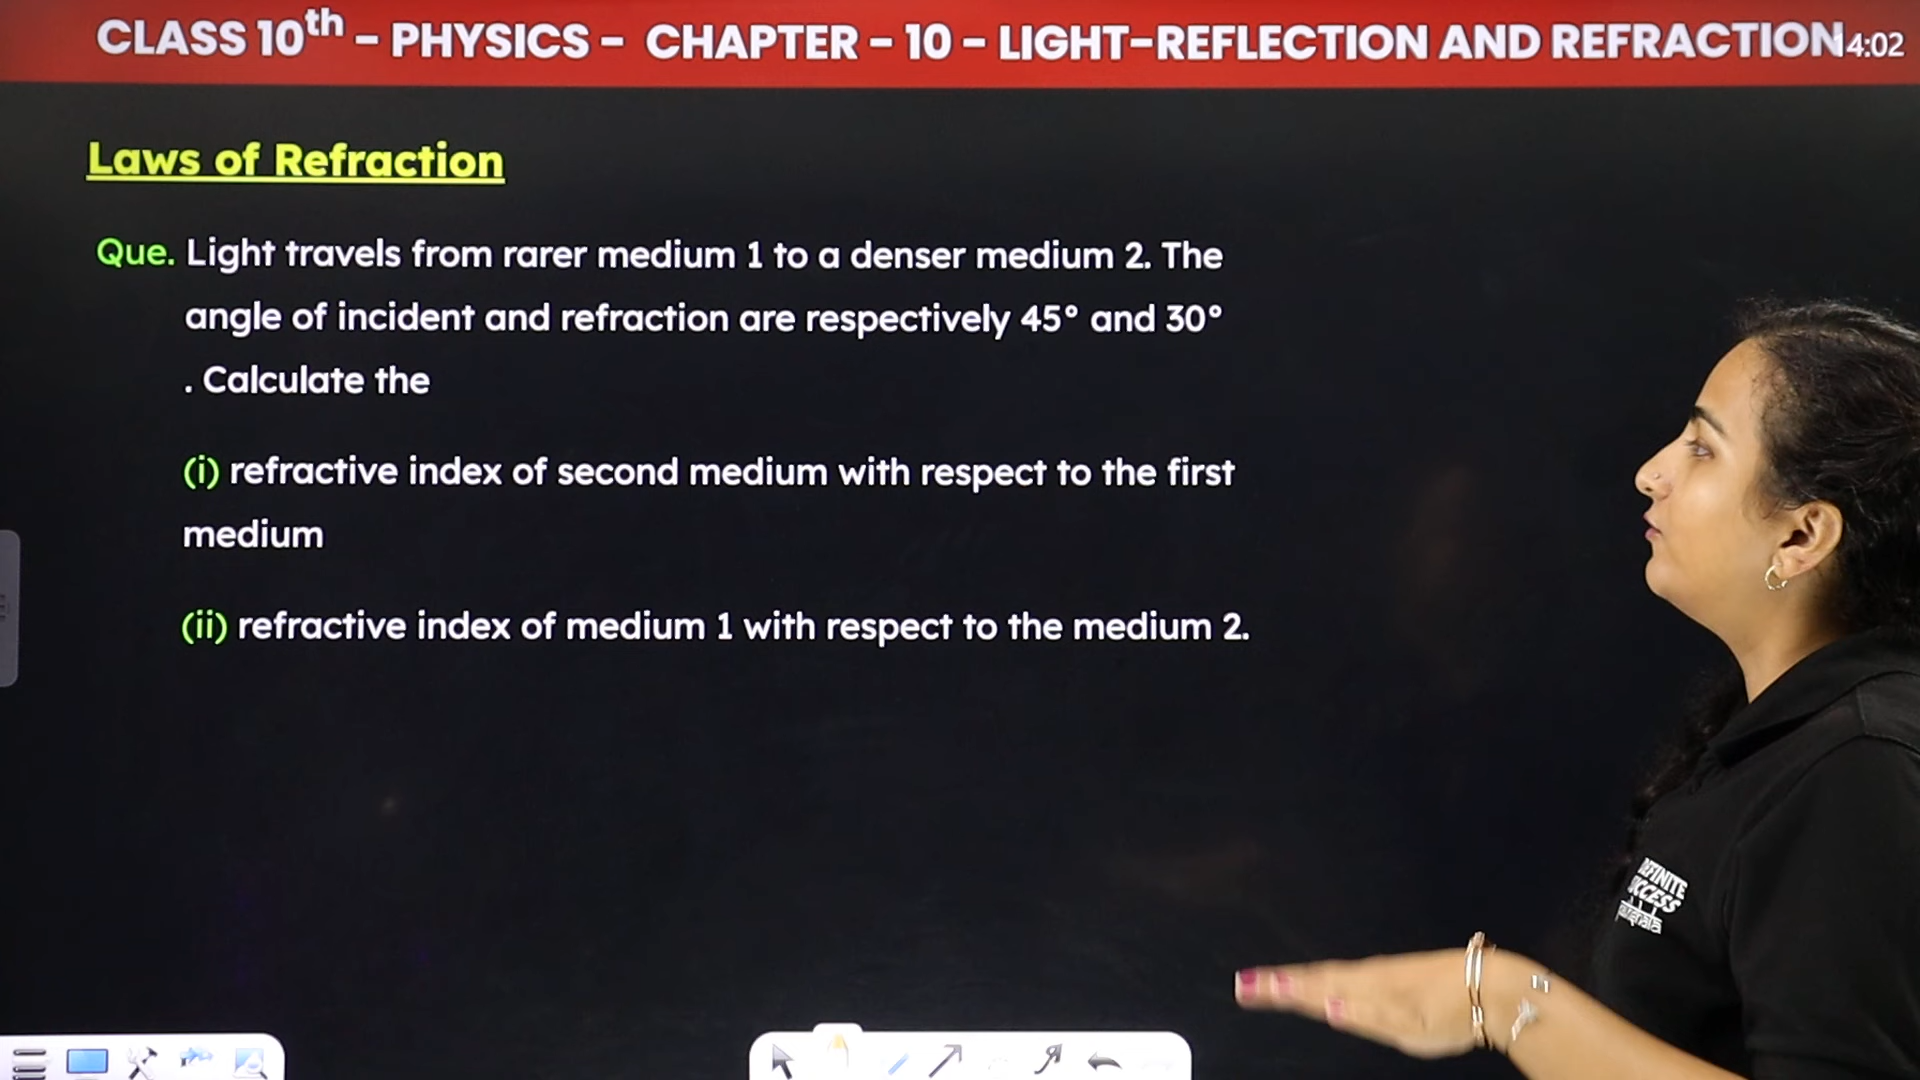 CLASS 10th - PHYSICS - CHAPTER - 10 - LIGHT-REFLECTION AND REFRACTION
14:02
Laws of Refraction
Que. Light travels from rarer medium 1 to a denser medium 2. The
angle of incident and refraction are respectively 45° and 30°
. Calculate the
(i) refractive index of second medium with respect to the first
medium
(ii) refractive index of medium 1 with respect to the medium 2.